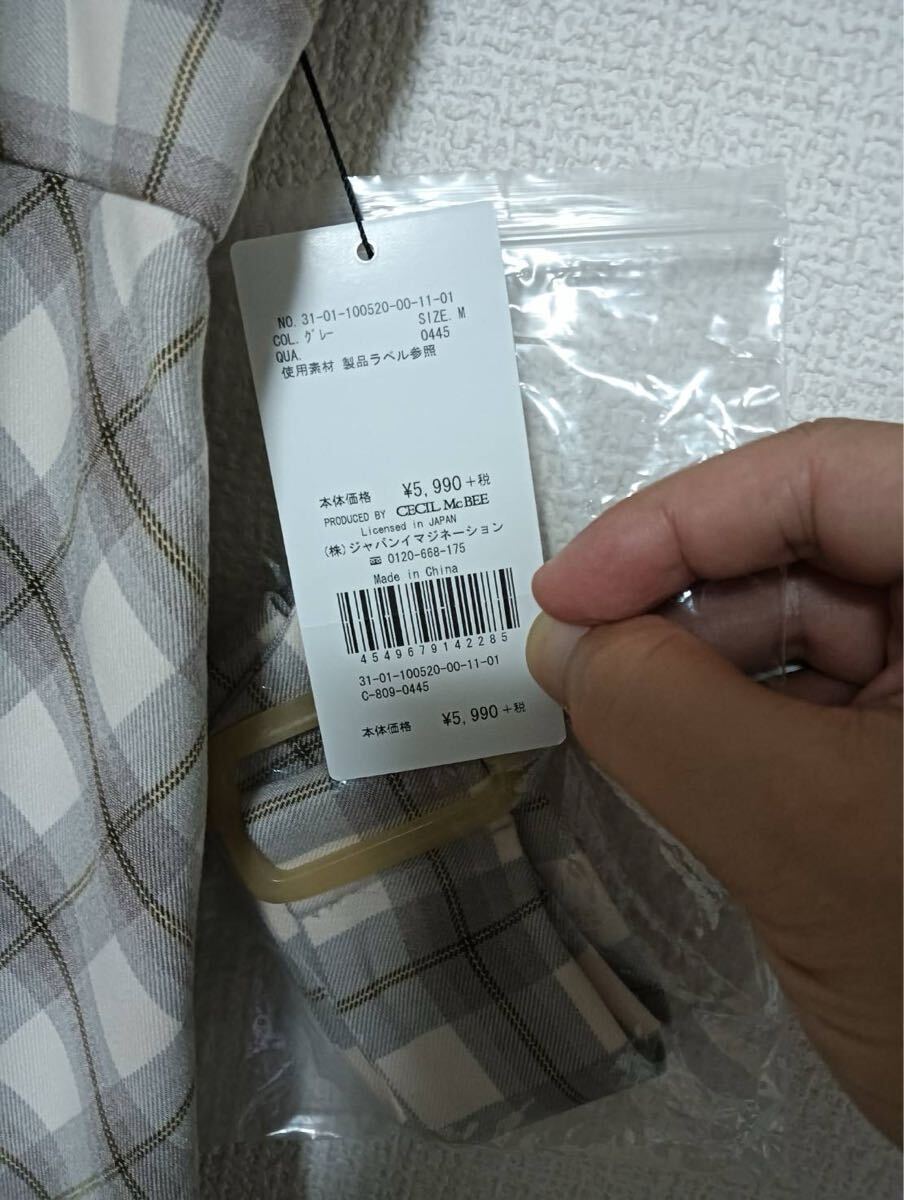 NO. 31-01-100520-00-11-01
COL. ｸﾞﾚｰ SIZE. M
QUA. 0445
使用素材 製品ラベル参照
本体価格 ¥5,990+税
PRODUCED BY CECIL McBEE
Licensed in JAPAN
(株)ジャパンイマジネーション
☎ 0120-668-175
Made in China
4549679142285
31-01-100520-00-11-01
C-809-0445
本体価格 ¥5,990+税